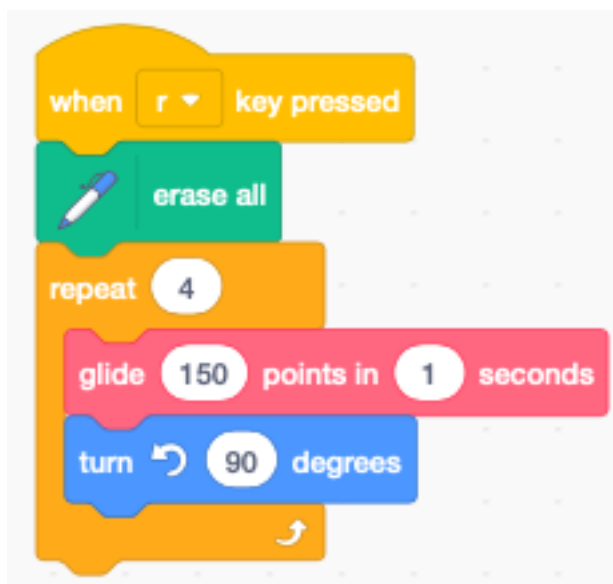 when r key pressed
erase all
repeat 4
glide 150 points in 1 seconds
turn 90 degrees